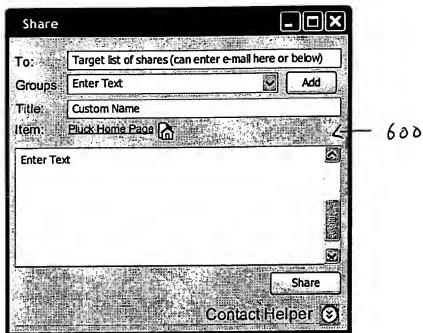 Share
To: Target list of shares (can enter e-mail here or below)
Groups Enter Text Add
Title: Custom Name
Item: Pluck Home Page
600
Enter Text
Share
Contact Helper